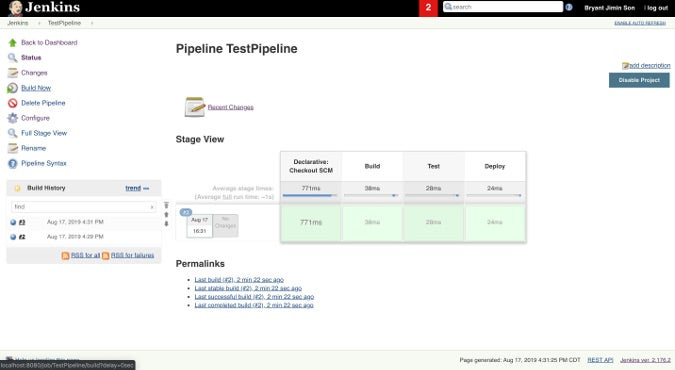 Jenkins
2
search
Bryant Jimin Son
log out
Jenkins
TestPipeline
ENABLE AUTO REFRESH
Back to Dashboard
Status
Changes
Build Now
Delete Pipeline
Configure
Full Stage View
Rename
Pipeline Syntax
Build History
trend
find
x
#3 Aug 17, 2019 4:31 PM
#2 Aug 17, 2019 4:29 PM
RSS for all RSS for failures
Pipeline TestPipeline
add description
Disable Project
Recent Changes
Stage View
Declarative: Checkout SCM
Build
Test
Deploy
Average stage times:
(Average full run time: ~1s)
771ms
38ms
28ms
24ms
Aug 17
16:31
No Changes
771ms
38ms
28ms
24ms
Permalinks
Last build (#2), 2 min 22 sec ago
Last stable build (#2), 2 min 22 sec ago
Last successful build (#2), 2 min 22 sec ago
Last completed build (#2), 2 min 22 sec ago
localhost:8080/job/TestPipeline/build?delay=0sec
Page generated: Aug 17, 2019 4:31:25 PM CDT
REST API
Jenkins ver. 2.176.2